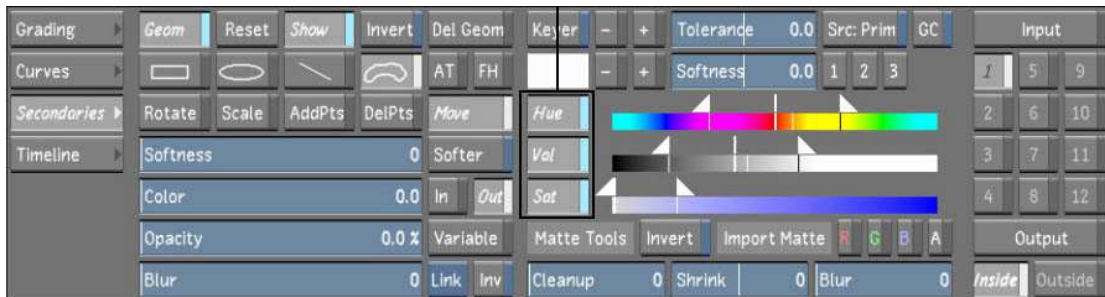 Grading Geom Reset Show Invert Del Geom Keyer - + Tolerance 0.0 Src: Prim GC Input
Curves AT FH - + Softness 0.0 1 2 3 1 5 9
Secondaries Rotate Scale AddPts DelPts Move Hue 2 6 10
Timeline Softness 0 Softer Val 3 7 11
Color 0.0 In Out Sat 4 8 12
Opacity 0.0 % Variable Matte Tools Invert Import Matte R G B A Output
Blur 0 Link Inv Cleanup 0 Shrink 0 Blur 0 Inside Outside